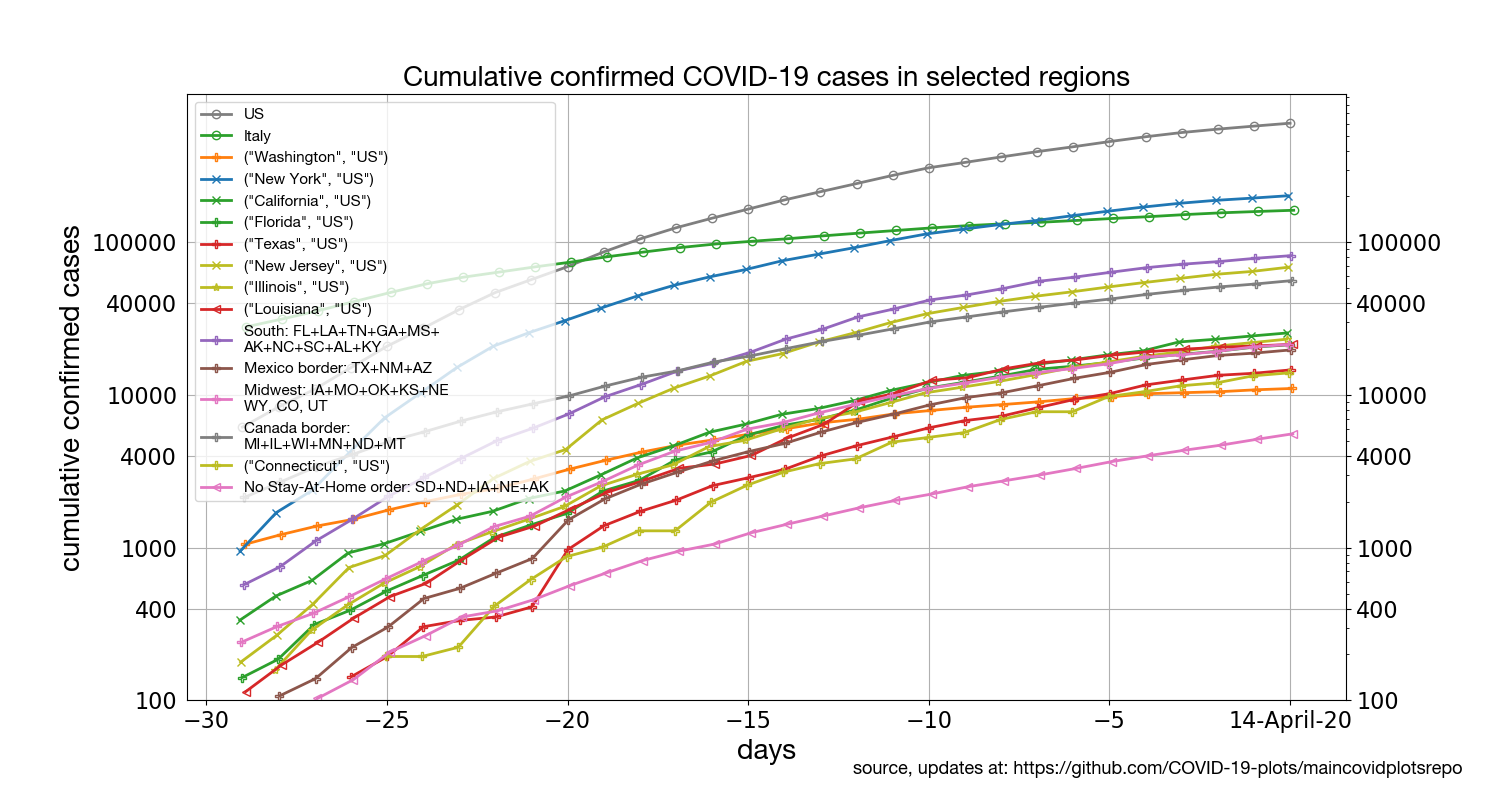 Cumulative confirmed COVID-19 cases in selected regions
US
Italy
("Washington", "US")
("New York", "US")
("California", "US")
("Florida", "US")
("Texas", "US")
("New Jersey", "US")
("Illinois", "US")
("Louisiana", "US")
South: FL+LA+TN+GA+MS+
AK+NC+SC+AL+KY
Mexico border: TX+NM+AZ
Midwest: IA+MO+OK+KS+NE
WY, CO, UT
Canada border:
MI+IL+WI+MN+ND+MT
("Connecticut", "US")
No Stay-At-Home order: SD+ND+IA+NE+AK
cumulative confirmed cases
100000
40000
10000
4000
1000
400
100
100000
40000
10000
4000
1000
400
100
−30 −25 −20 −15 −10 −5 14-April-20
days
source, updates at: https://github.com/COVID-19-plots/maincovidplotsrepo